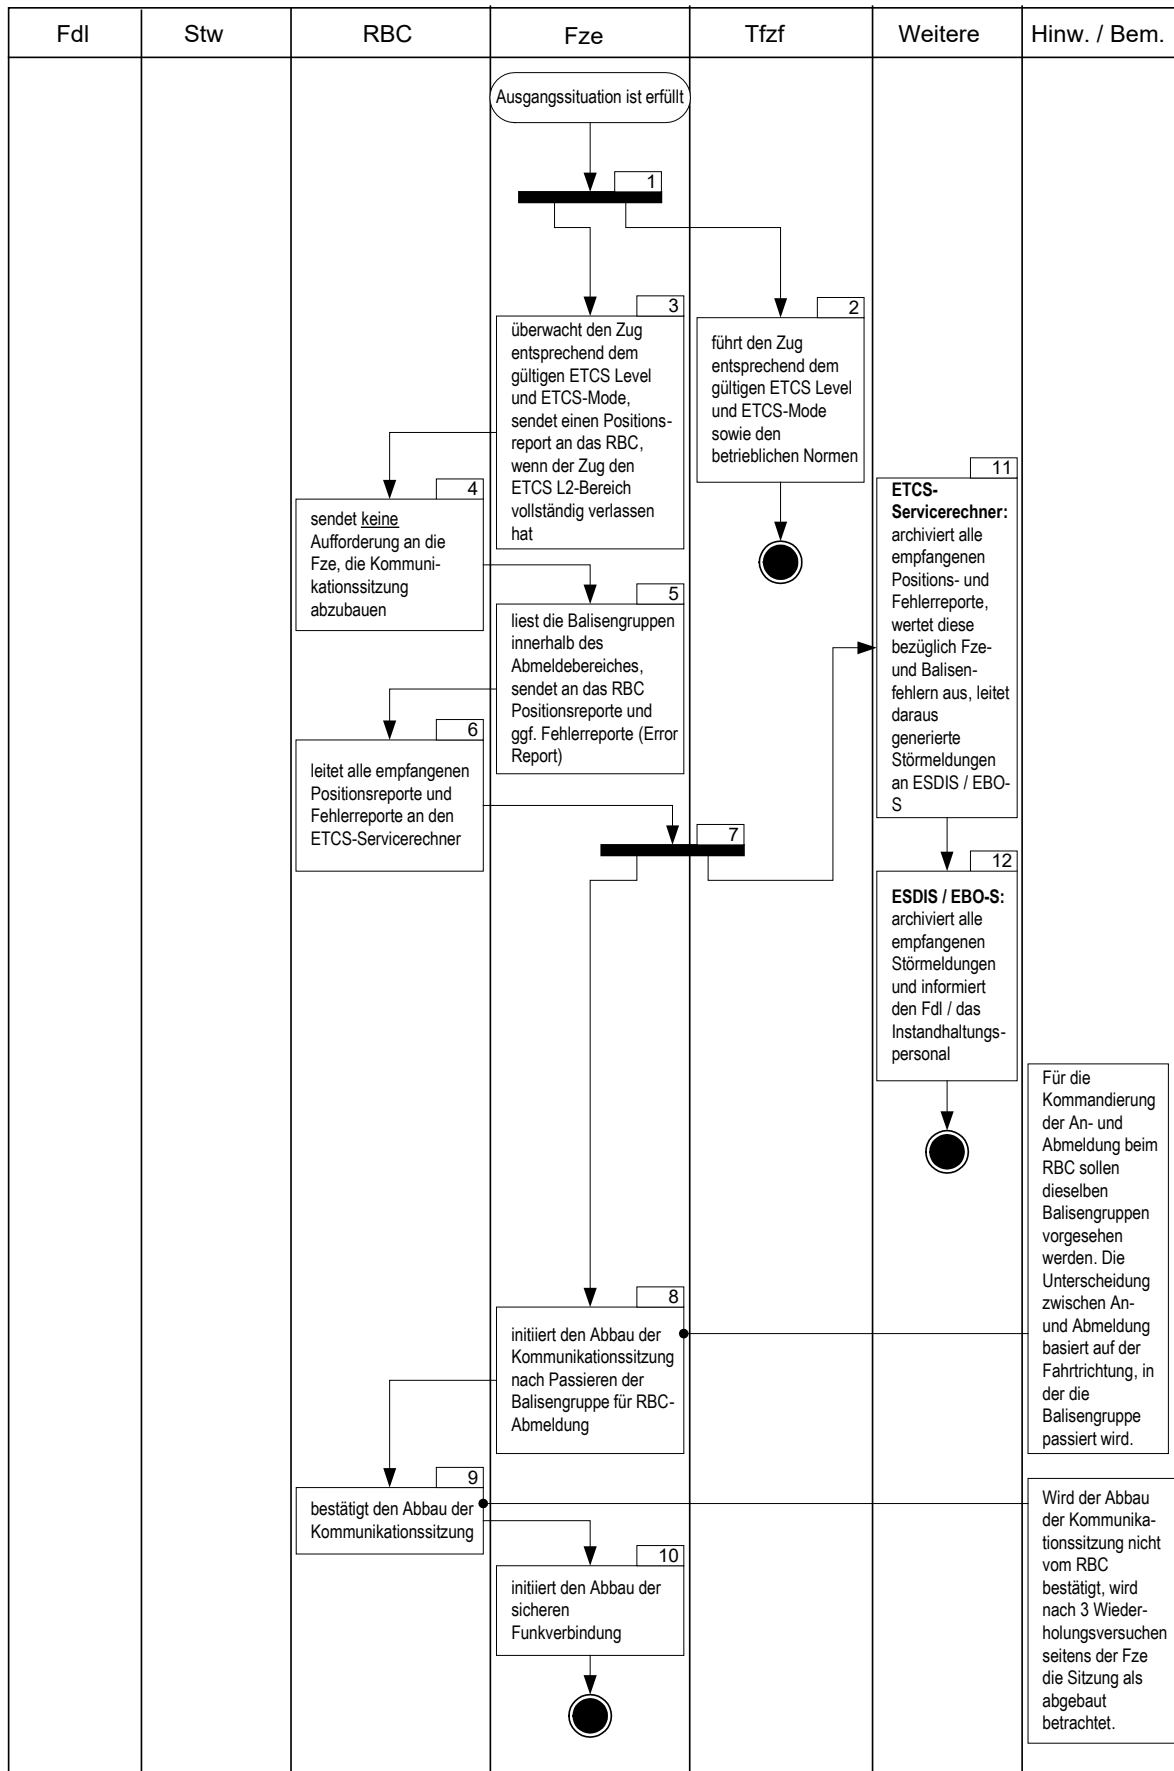 Fdl
Stw
RBC
Fze
Tfzf
Weitere
Hinw. / Bem.
Ausgangssituation ist erfüllt
1
3
überwacht den Zug
entsprechend dem
gültigen ETCS Level
und ETCS-Mode,
sendet einen Positions-
report an das RBC,
wenn der Zug den
ETCS L2-Bereich
vollständig verlassen
hat
2
führt den Zug
entsprechend dem
gültigen ETCS Level
und ETCS-Mode
sowie den
betrieblichen Normen
4
sendet keine
Aufforderung an die
Fze, die Kommuni-
kationssitzung
abzubauen
5
liest die Balisengruppen
innerhalb des
Abmeldebereiches,
sendet an das RBC
Positionsreporte und
ggf. Fehlerreporte (Error
Report)
6
leitet alle empfangenen
Positionsreporte und
Fehlerreporte an den
ETCS-Servicerechner
7
11
ETCS-
Servicerechner:
archiviert alle
empfangenen
Positions- und
Fehlerreporte,
wertet diese
bezüglich Fze-
und Balisen-
fehlern aus, leitet
daraus
generierte
Störmeldungen
an ESDIS / EBO-
S
12
ESDIS / EBO-S:
archiviert alle
empfangenen
Störmeldungen
und informiert
den Fdl / das
Instandhaltungs-
personal
Für die
Kommandierung
der An- und
Abmeldung beim
RBC sollen
dieselben
Balisengruppen
vorgesehen
werden. Die
Unterscheidung
zwischen An-
und Abmeldung
basiert auf der
Fahrtrichtung, in
der die
Balisengruppe
passiert wird.
8
initiiert den Abbau der
Kommunikationssitzung
nach Passieren der
Balisengruppe für RBC-
Abmeldung
9
bestätigt den Abbau der
Kommunikationssitzung
10
initiiert den Abbau der
sicheren
Funkverbindung
Wird der Abbau
der Kommunika-
tionssitzung nicht
vom RBC
bestätigt, wird
nach 3 Wieder-
holungsversuchen
seitens der Fze
die Sitzung als
abgebaut
betrachtet.